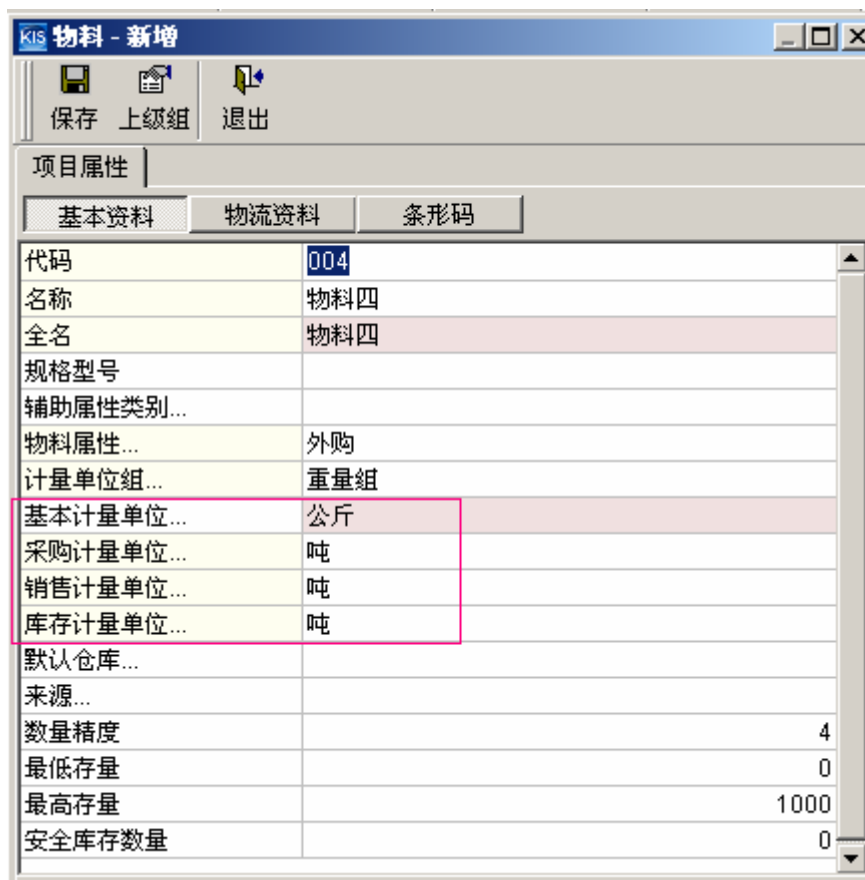 KIS 物料 - 新增
保存 上级组 退出
项目属性
基本资料 物流资料 条形码
代码 004
名称 物料四
全名 物料四
规格型号
辅助属性类别...
物料属性... 外购
计量单位组... 重量组
基本计量单位... 公斤
采购计量单位... 吨
销售计量单位... 吨
库存计量单位... 吨
默认仓库...
来源...
数量精度 4
最低存量 0
最高存量 1000
安全库存数量 0